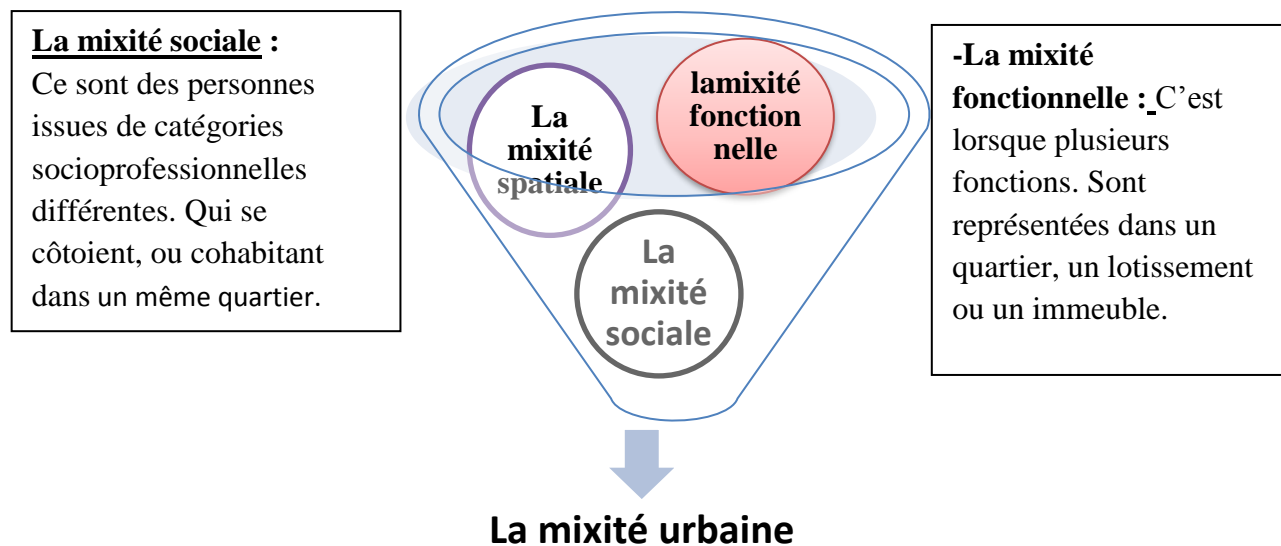 La mixité sociale :
Ce sont des personnes
issues de catégories
socioprofessionnelles
différentes. Qui se
côtoient, ou cohabitant
dans un même quartier.
La
mixité
spatiale
lamixité
fonction
nelle
La
mixité
sociale
-La mixité
fonctionnelle : C’est
lorsque plusieurs
fonctions. Sont
représentées dans un
quartier, un lotissement
ou un immeuble.
La mixité urbaine